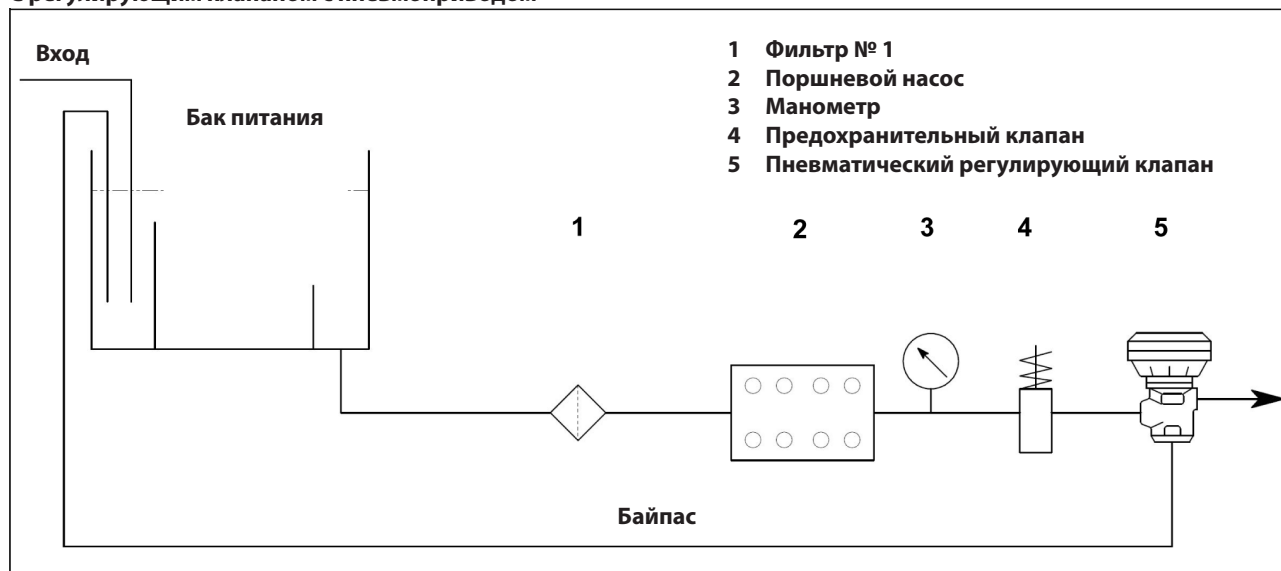 Вход
Бак питания
1 Фильтр № 1
2 Поршневой насос
3 Манометр
4 Предохранительный клапан
5 Пневматический регулирующий клапан
1 2 3 4 5
Байпас